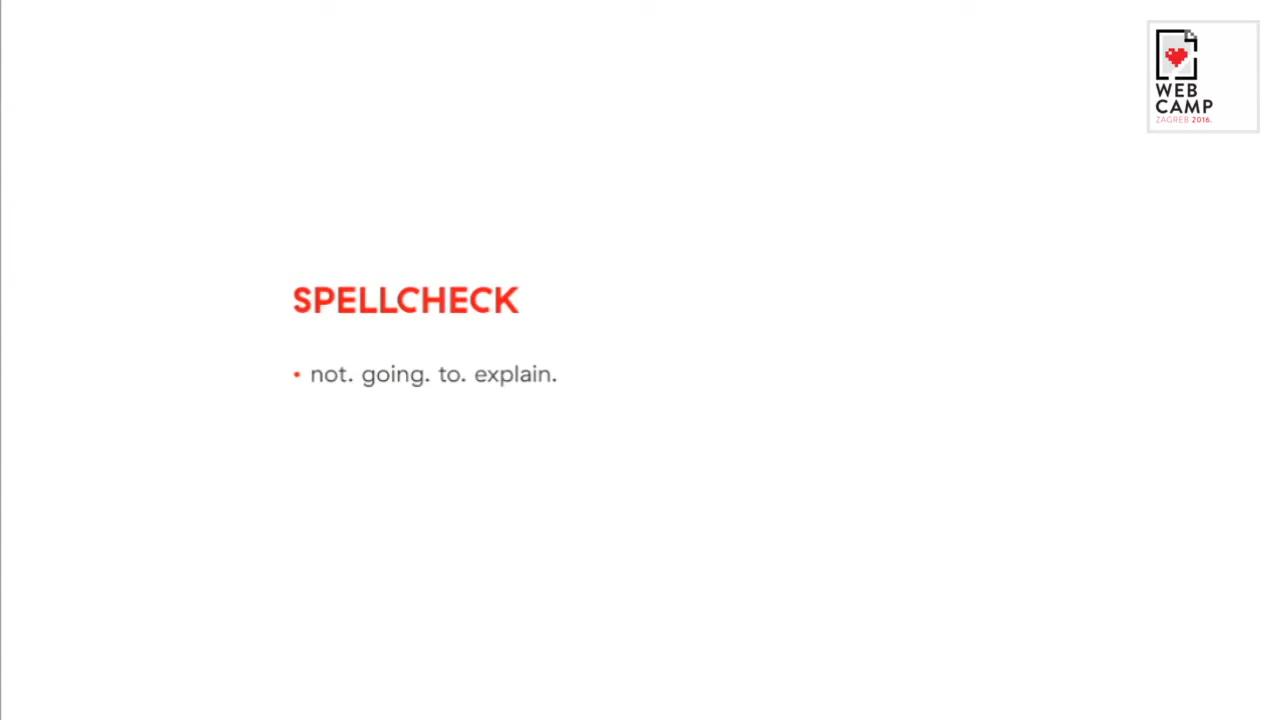 WEB
CAMP
ZAGREB 2016.
SPELLCHECK
• not. going. to. explain.